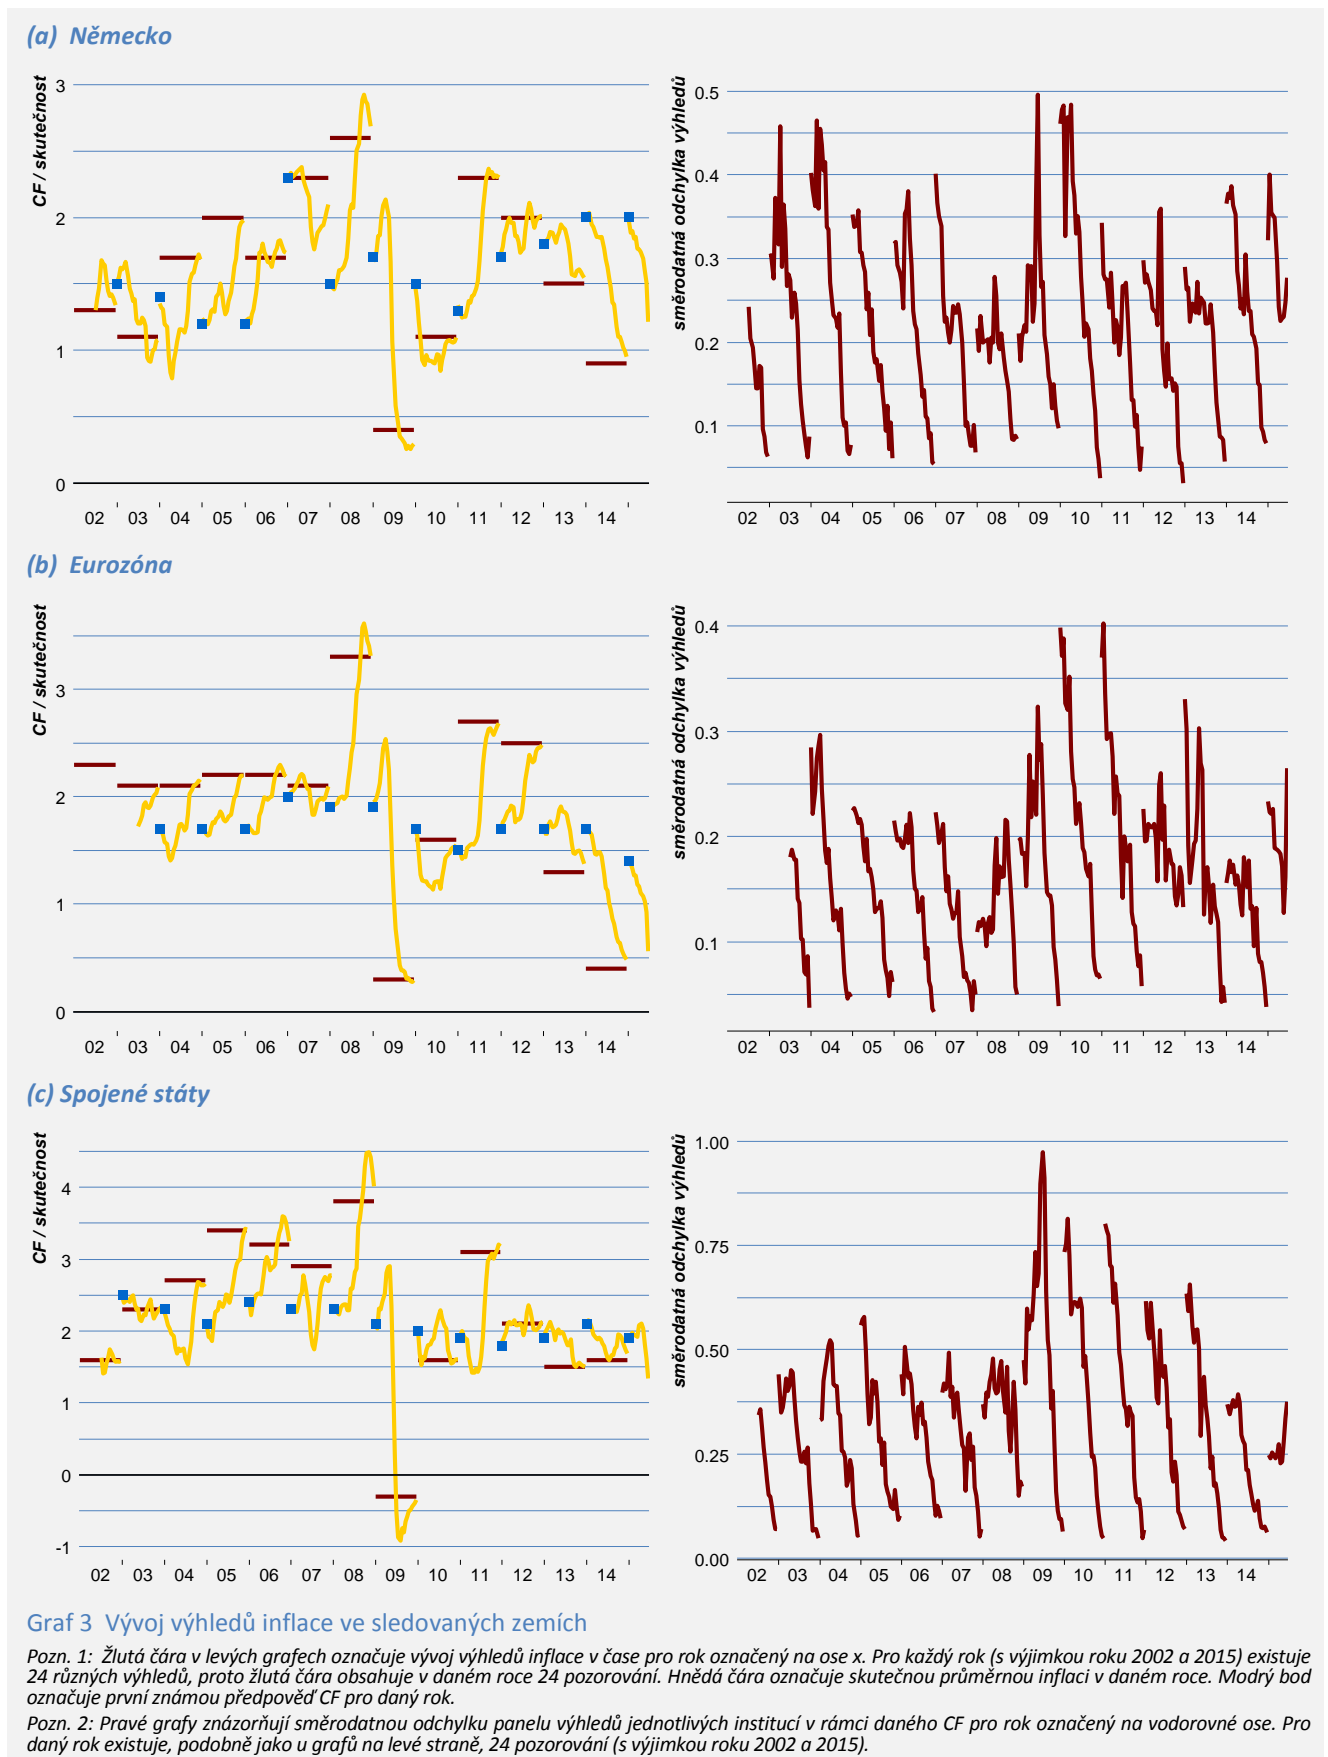 (a) Německo
CF / skutečnost
3
2
1
0
02 03 04 05 06 07 08 09 10 11 12 13 14
směrodatná odchylka výhledů
0.5
0.4
0.3
0.2
0.1
02 03 04 05 06 07 08 09 10 11 12 13 14
(b) Eurozóna
CF / skutečnost
3
2
1
0
02 03 04 05 06 07 08 09 10 11 12 13 14
směrodatná odchylka výhledů
0.4
0.3
0.2
0.1
02 03 04 05 06 07 08 09 10 11 12 13 14
(c) Spojené státy
CF / skutečnost
4
3
2
1
0
-1
02 03 04 05 06 07 08 09 10 11 12 13 14
směrodatná odchylka výhledů
1.00
0.75
0.50
0.25
0.00
02 03 04 05 06 07 08 09 10 11 12 13 14
Graf 3 Vývoj výhledů inflace ve sledovaných zemích
Pozn. 1: Žlutá čára v levých grafech označuje vývoj výhledů inflace v čase pro rok označený na ose x. Pro každý rok (s výjimkou roku 2002 a 2015) existuje
24 různých výhledů, proto žlutá čára obsahuje v daném roce 24 pozorování. Hnědá čára označuje skutečnou průměrnou inflaci v daném roce. Modrý bod
označuje první známou předpověď CF pro daný rok.
Pozn. 2: Pravé grafy znázorňují směrodatnou odchylku panelu výhledů jednotlivých institucí v rámci daného CF pro rok označený na vodorovné ose. Pro
daný rok existuje, podobně jako u grafů na levé straně, 24 pozorování (s výjimkou roku 2002 a 2015).